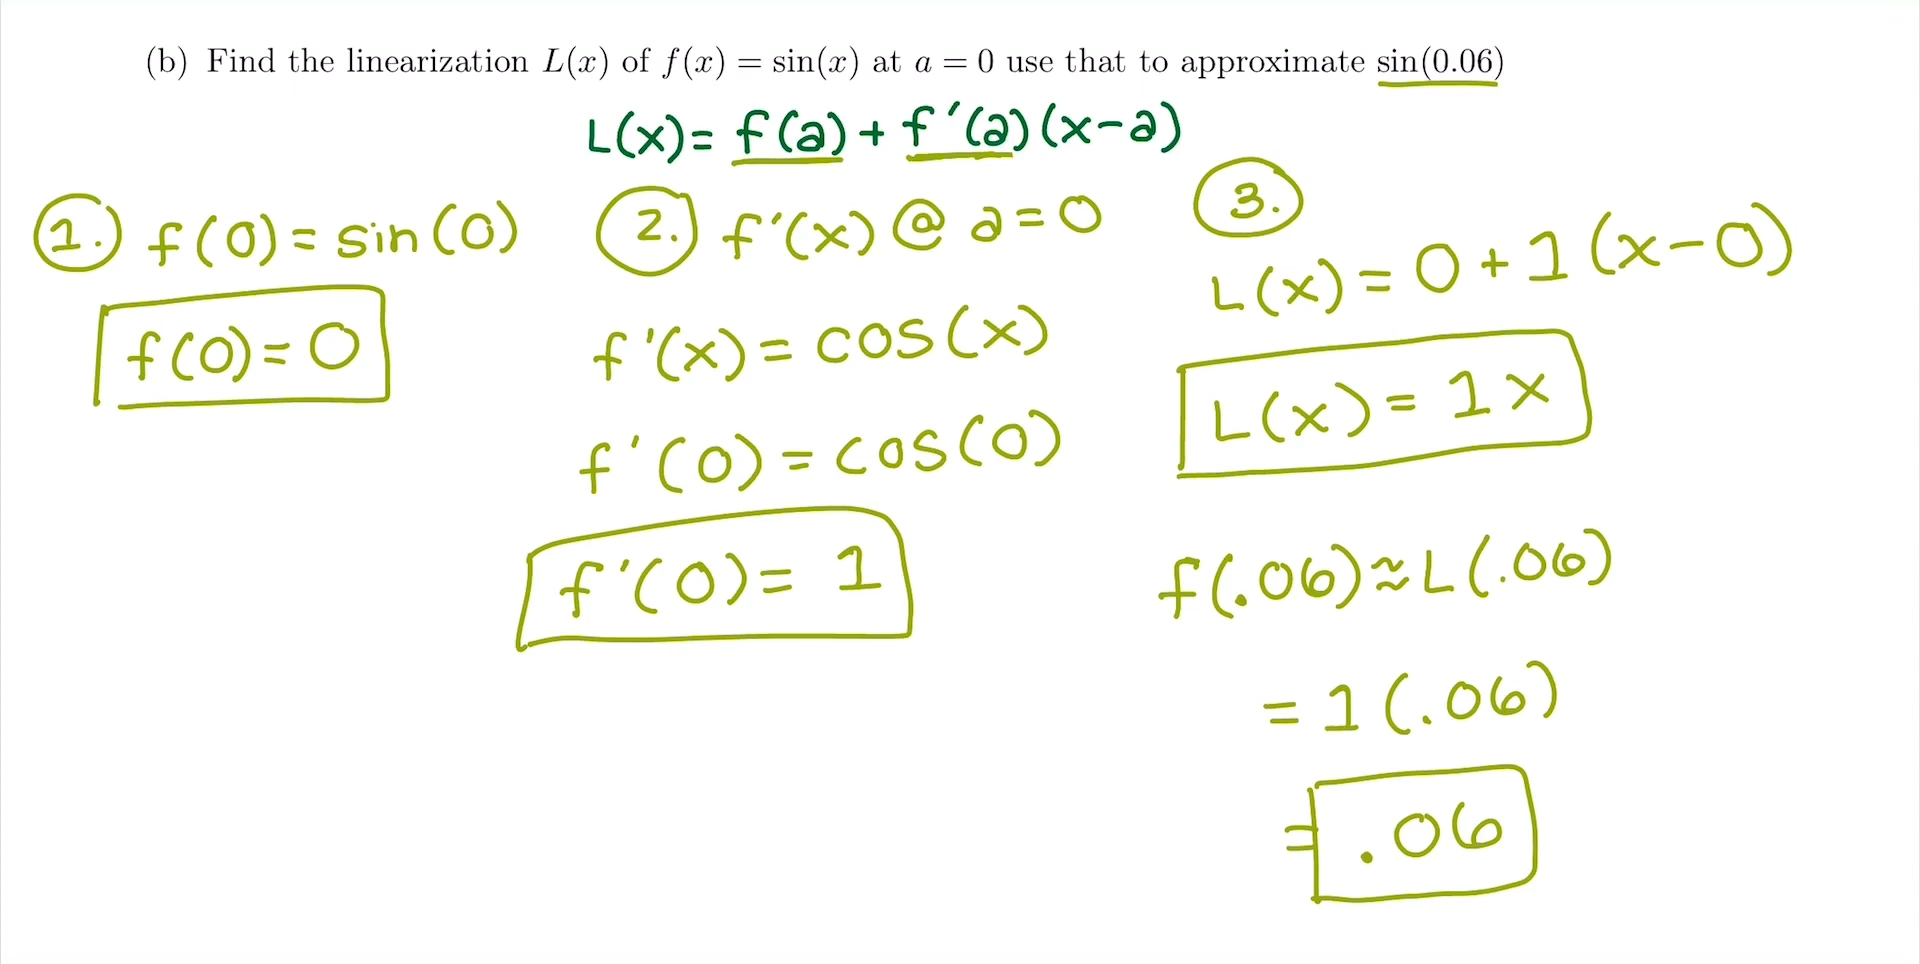 (b) Find the linearization L(x) of f(x) = sin(x) at a = 0 use that to approximate sin(0.06)
L(x)= f(a) + f'(a)(x-a)
1. f(0) = sin(0)
f(0) = 0
2. f'(x) @ a=0
f'(x) = cos(x)
f'(0) = cos(0)
f'(0) = 1
3.
L(x) = 0 + 1(x-0)
L(x) = 1x
f(.06) ≈ L(.06)
= 1(.06)
= .06